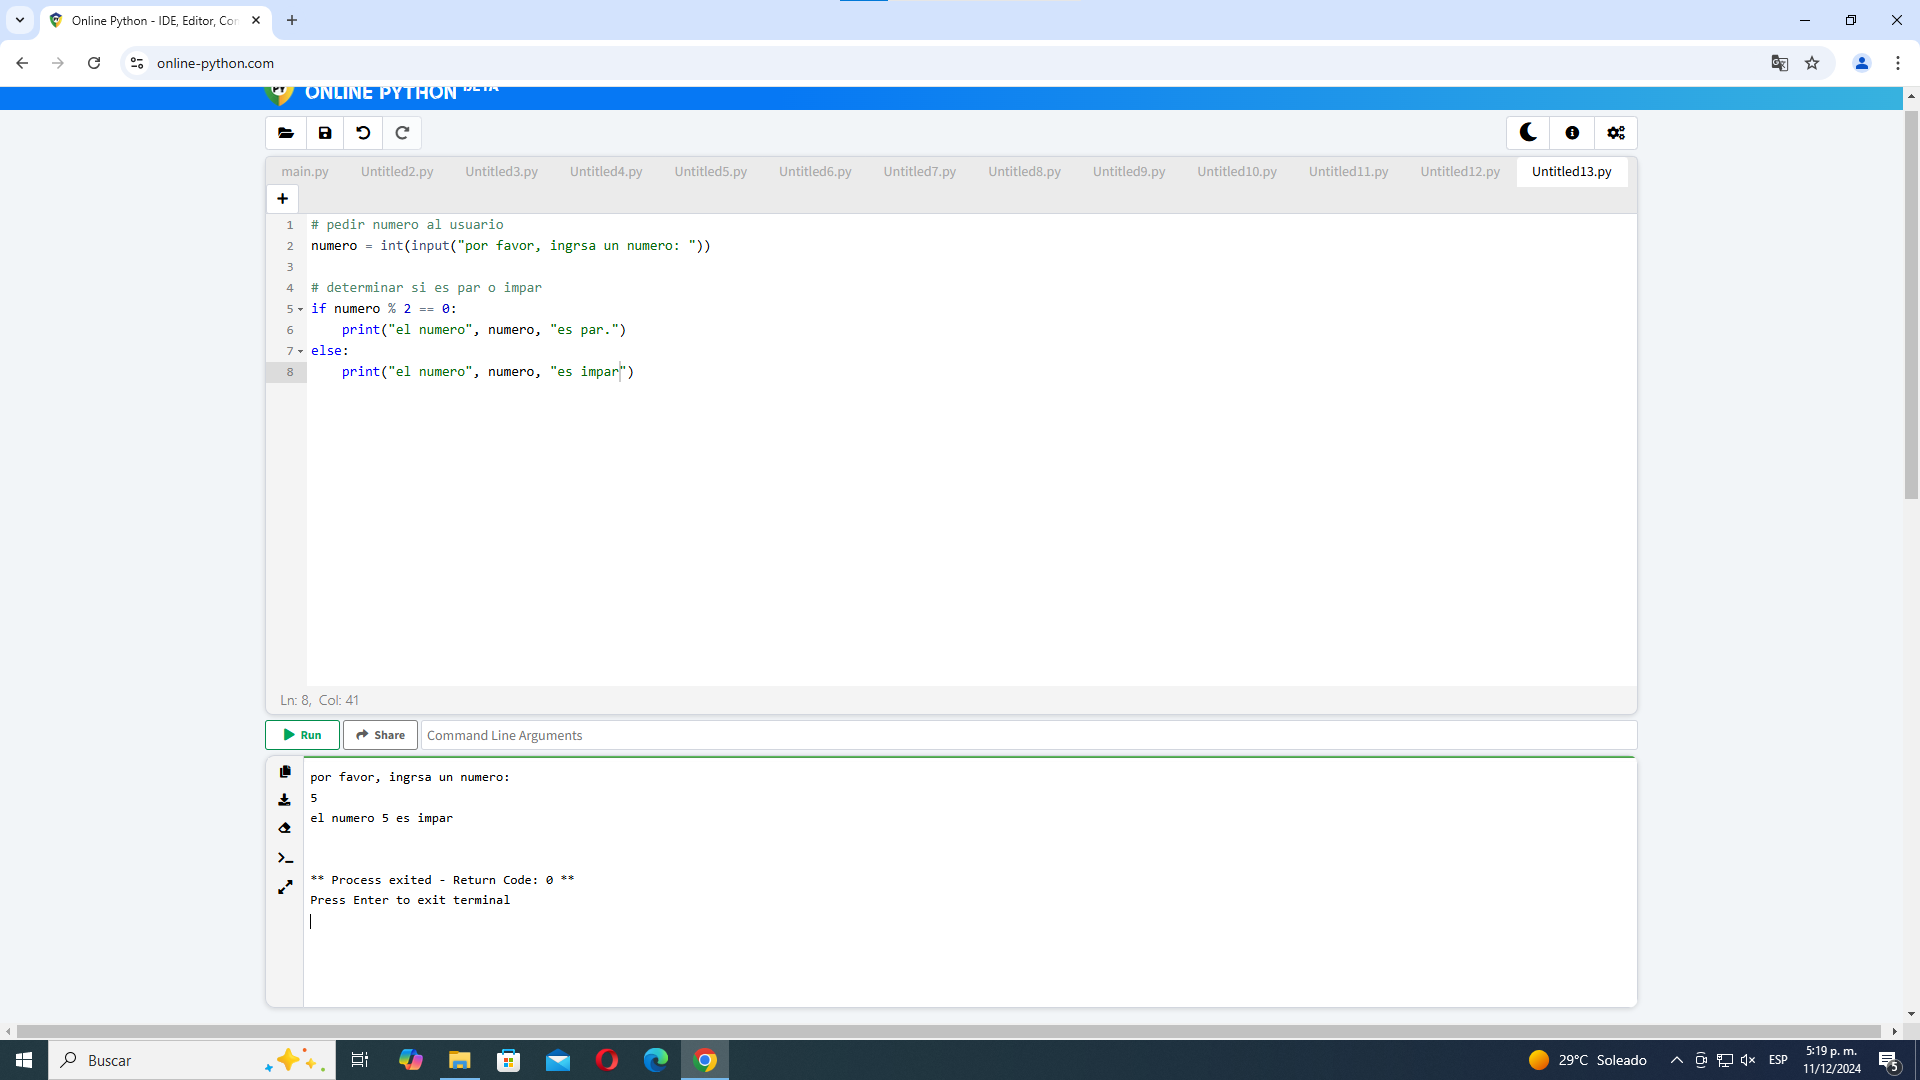 Online Python - IDE, Editor, Con
online-python.com
ONLINE PYTHON BETA
main.py Untitled2.py Untitled3.py Untitled4.py Untitled5.py Untitled6.py Untitled7.py Untitled8.py Untitled9.py Untitled10.py Untitled11.py Untitled12.py Untitled13.py
+
1 # pedir numero al usuario
2 numero = int(input("por favor, ingrsa un numero: "))
3
4 # determinar si es par o impar
5 if numero % 2 == 0:
6 print("el numero", numero, "es par.")
7 else:
8 print("el numero", numero, "es impar")
Ln: 8, Col: 41
Run Share Command Line Arguments
por favor, ingrsa un numero:
5
el numero 5 es impar
** Process exited - Return Code: 0 **
Press Enter to exit terminal
Buscar 29°C Soleado ESP 5:19 p. m.
11/12/2024 5